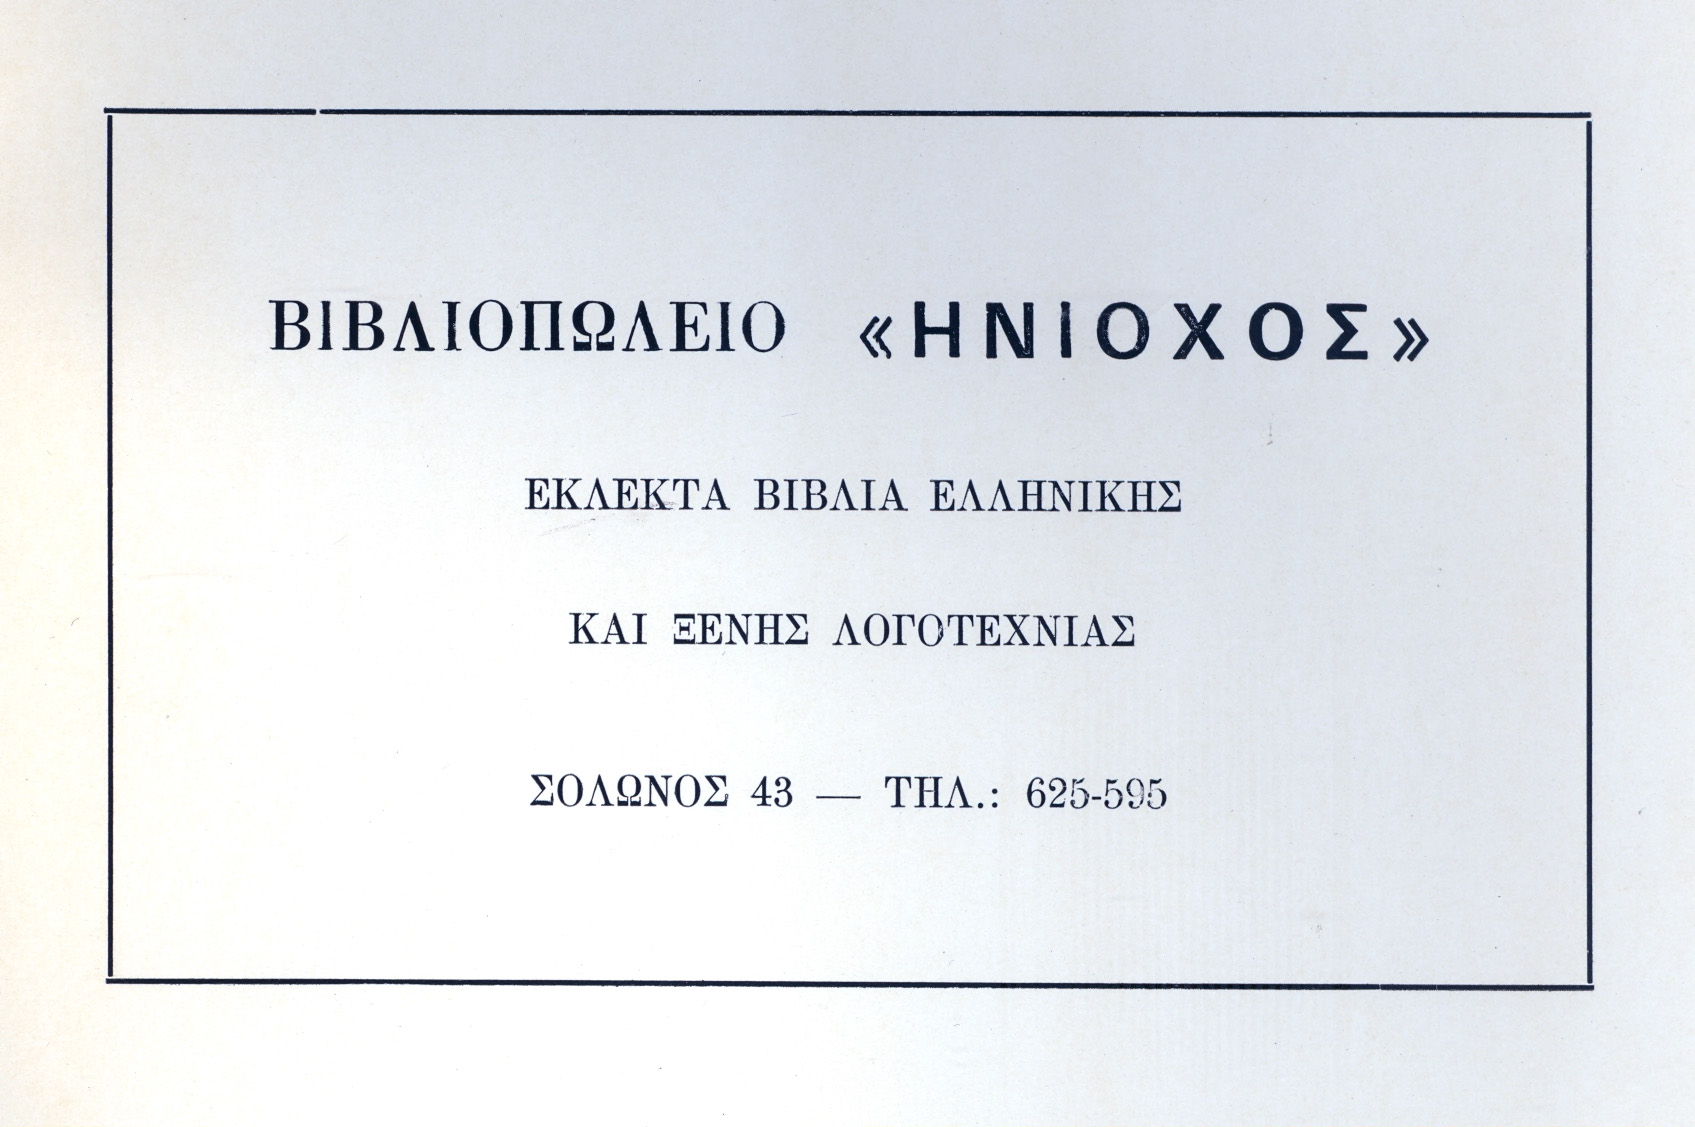 ΒΙΒΛΙΟΠΩΛΕΙΟ «ΗΝΙΟΧΟΣ»
ΕΚΛΕΚΤΑ ΒΙΒΛΙΑ ΕΛΛΗΝΙΚΗΣ
ΚΑΙ ΞΕΝΗΣ ΛΟΓΟΤΕΧΝΙΑΣ
ΣΟΛΩΝΟΣ 43 — ΤΗΛ.: 625-595